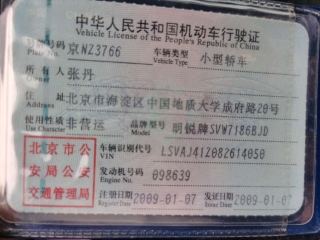 中华人民共和国机动车行驶证
Vehicle License of the People's Republic of China
号牌号码 京NZ3766 车辆类型 小型轿车
Plate No. Vehicle Type
所有人 张丹
Owner
住址 北京市海淀区中国地质大学成府路20号
Address
使用性质 非营运 品牌型号 明锐牌SVW7186BJD
Use Character Model
北京市公 车辆识别代号 LSVAJ41Z082614050
VIN
安局公安 发动机号码 098639
Engine No.
交通管理局 注册日期 2009-01-07 发证日期 2009-01-07
Register Date Issue Date